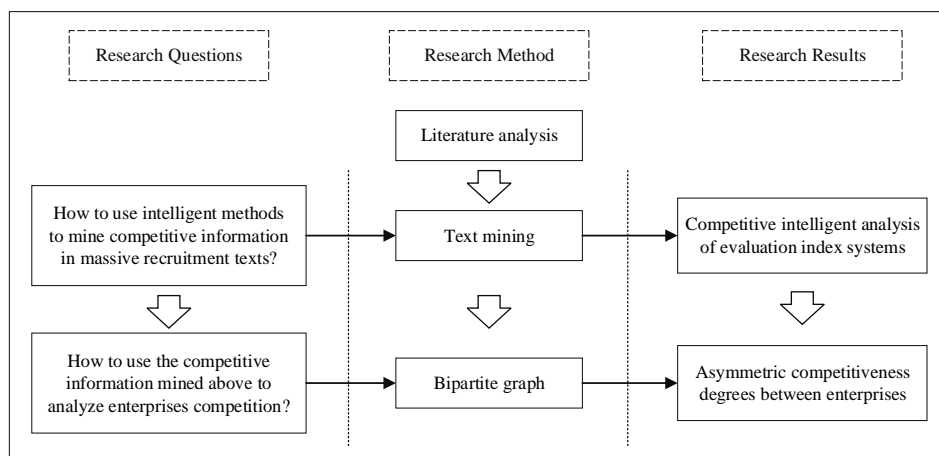 Research Questions
Research Method
Research Results
Literature analysis
How to use intelligent methods
to mine competitive information
in massive recruitment texts?
Text mining
Competitive intelligent analysis
of evaluation index systems
How to use the competitive
information mined above to
analyze enterprises competition?
Bipartite graph
Asymmetric competitiveness
degrees between enterprises